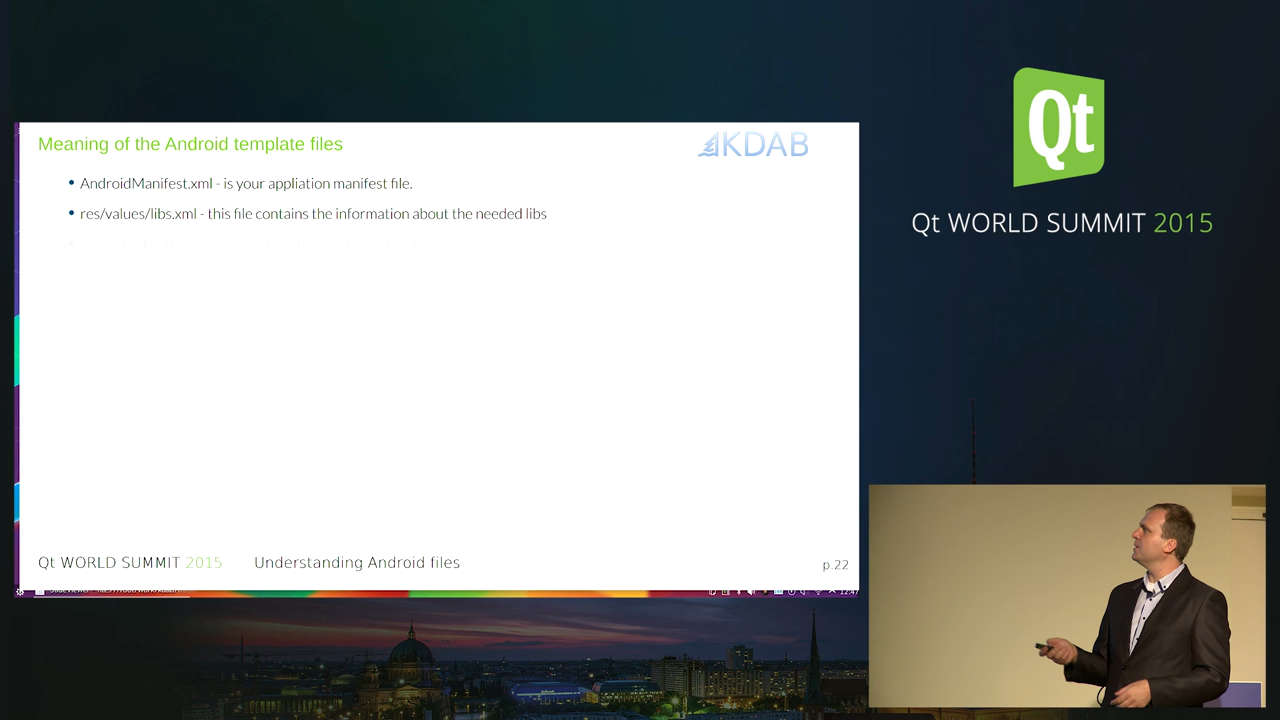 Meaning of the Android template files
KDAB
• AndroidManifest.xml - is your appliation manifest file.
• res/values/libs.xml - this file contains the information about the needed libs
Qt WORLD SUMMIT 2015
Understanding Android files
p.22
Qt
Qt WORLD SUMMIT 2015